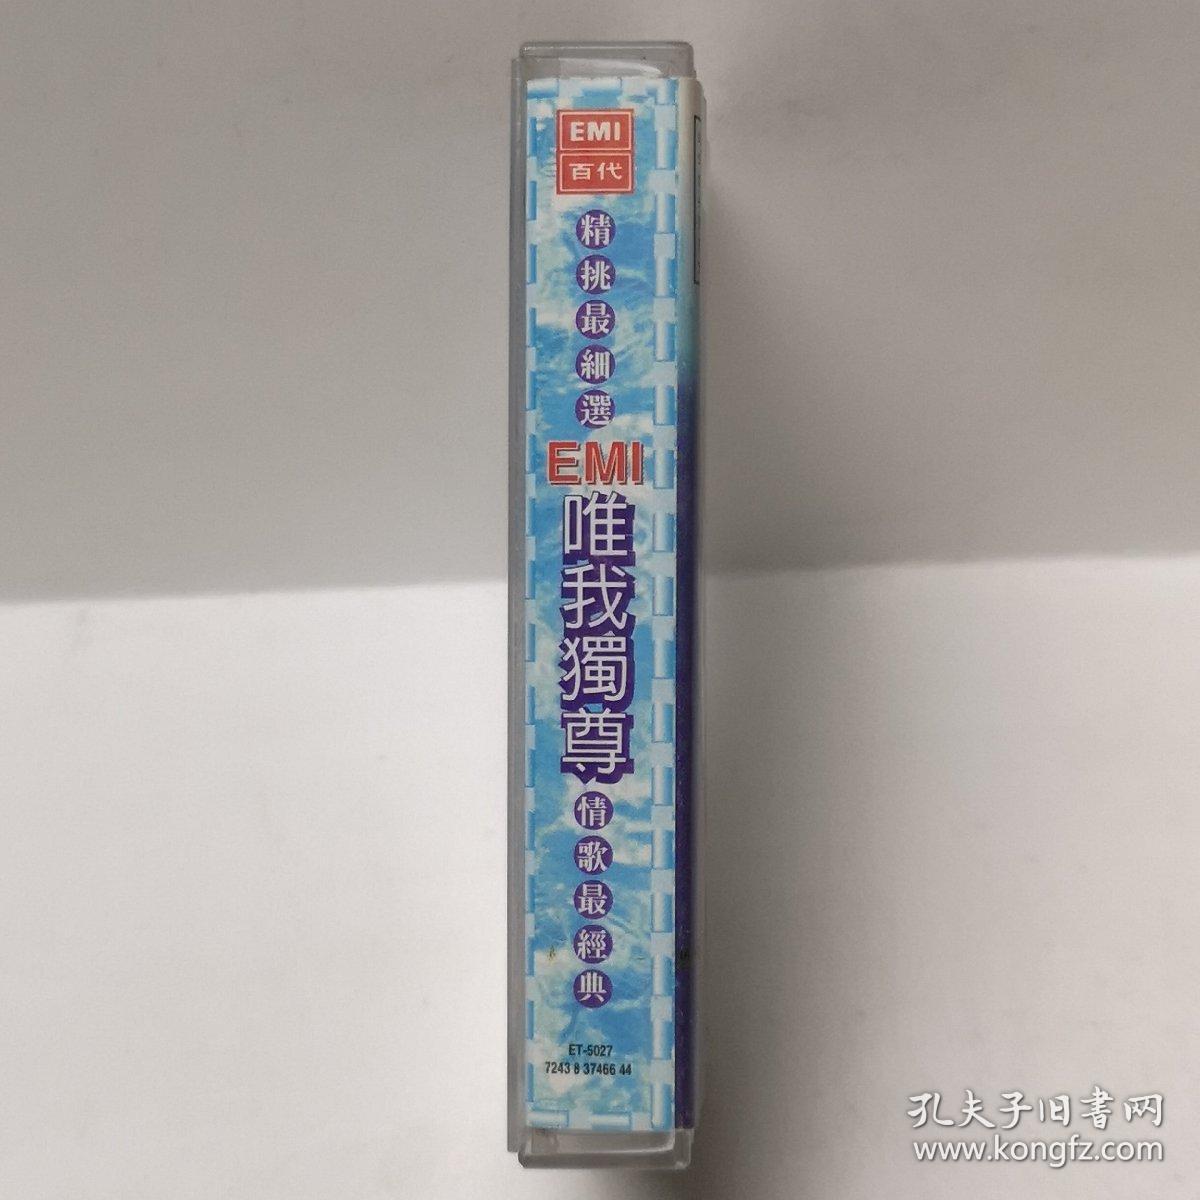 EMI
百代
精挑最細選
EMI
唯我獨尊
情歌最經典
ET-5027
7243 8 37466 44
孔夫子旧書网
www.kongfz.com